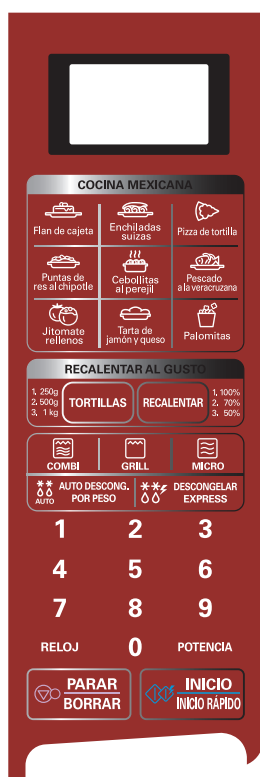 COCINA MEXICANA
Flan de cajeta
Enchiladas
suizas
Pizza de tortilla
Puntas de
res al chipotle
Cebollitas
al perejil
Pescado
a la veracruzana
Jitomate
rellenos
Tarta de
jamón y queso
Palomitas
RECALENTAR AL GUSTO
1. 250g
2. 500g
3. 1 kg
TORTILLAS
RECALENTAR
1. 100%
2. 70%
3. 50%
COMBI
GRILL
MICRO
AUTO
AUTO DESCONG.
POR PESO
DESCONGELAR
EXPRESS
1 2 3
4 5 6
7 8 9
RELOJ 0 POTENCIA
PARAR
BORRAR
INICIO
INICIO RÁPIDO